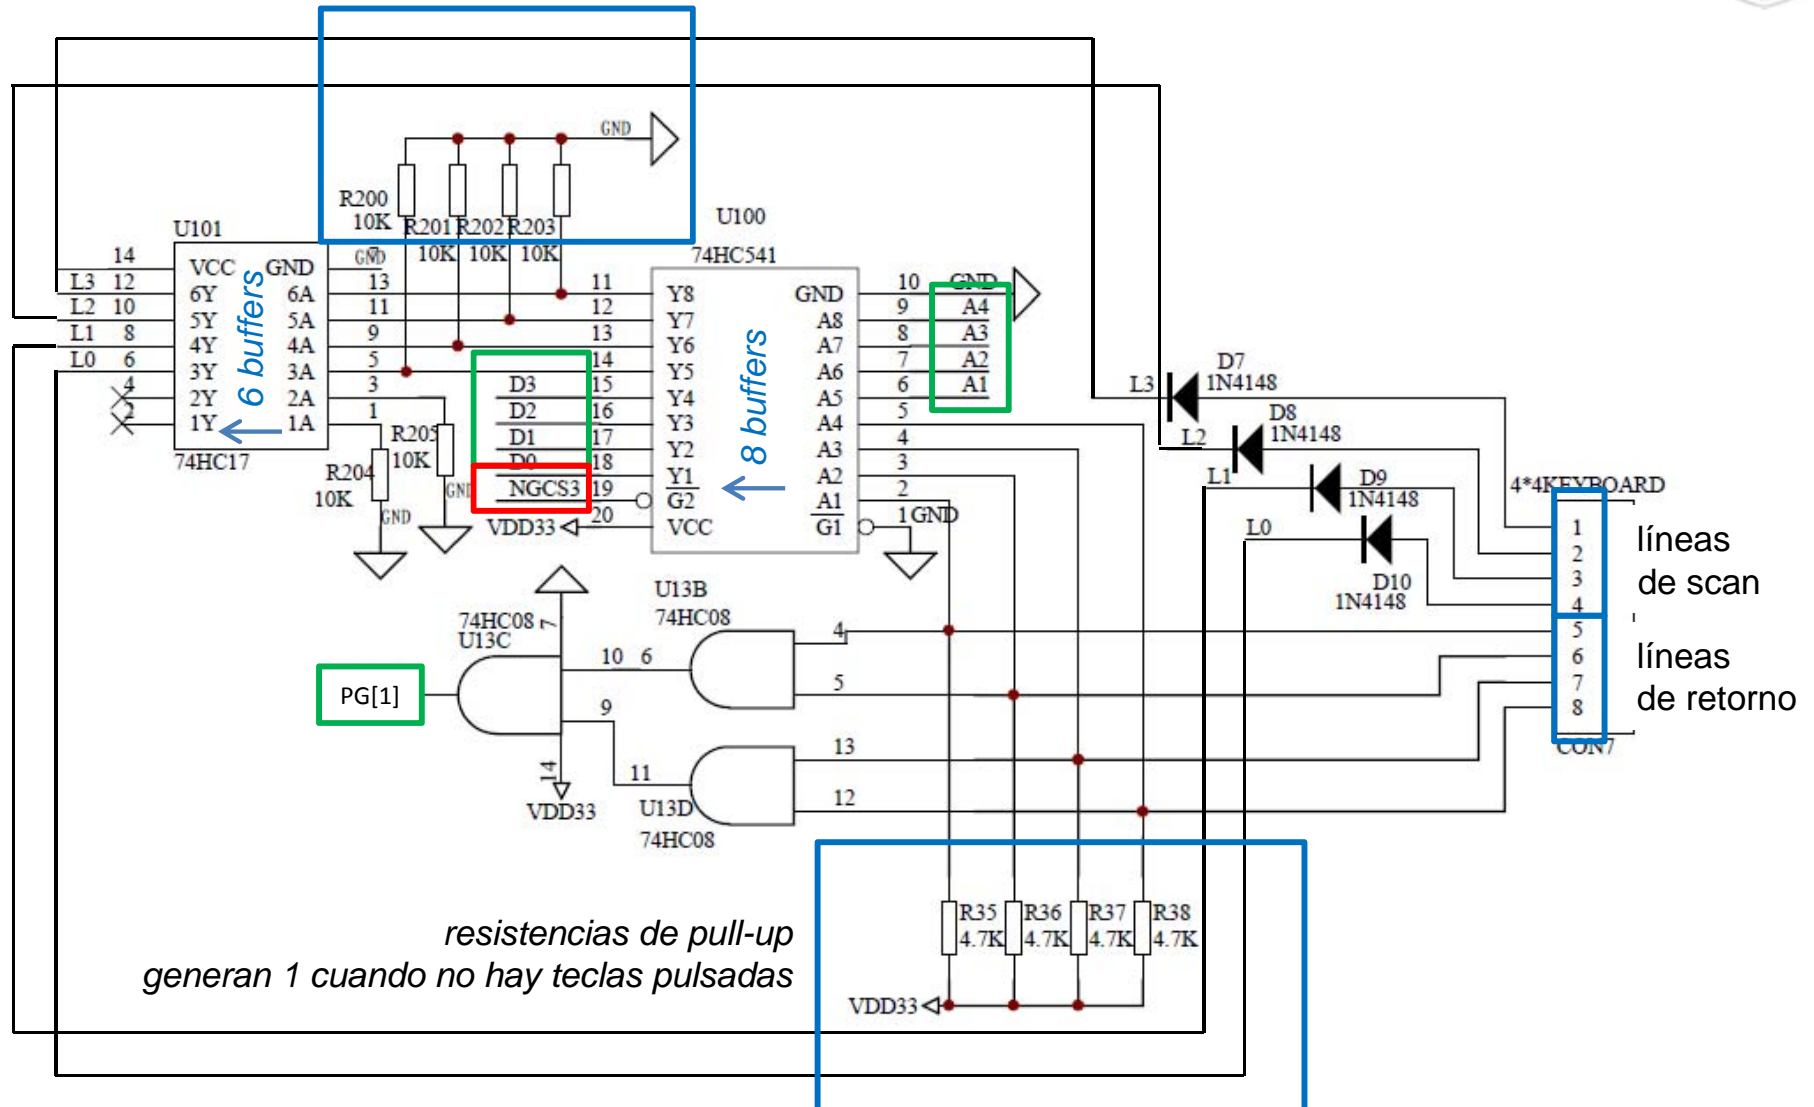 GND
R200
10K
R201
R202
R203
10K
10K
10K
U101
14
VCC
GND
GND
7
L3
12
6Y
6A
13
L2
10
5Y
5A
11
L1
8
4Y
4A
9
L0
6
3Y
3A
5
4
2Y
2A
3
2
1Y
1A
1
74HC17
6 buffers
R205
10K
GND
R204
10K
GND
U100
74HC541
11
Y8
GND
10
GND
12
Y7
A8
9
A4
13
Y6
A7
8
A3
14
Y5
A6
7
A2
D3
15
Y4
A5
6
A1
D2
16
Y3
A4
5
D1
17
Y2
A3
4
D0
18
Y1
A2
3
NGCS3
19
G2
A1
2
VDD33
20
VCC
G1
1
GND
8 buffers
L3
D7
1N4148
L2
D8
1N4148
L1
D9
1N4148
L0
D10
1N4148
4*4KEYBOARD
1
2
3
4
5
6
7
8
CON7
líneas
de scan
líneas
de retorno
U13B
74HC08
74HC08
U13C
7
10
6
4
5
PG[1]
9
14
VDD33
11
13
12
U13D
74HC08
R35
4.7K
R36
4.7K
R37
4.7K
R38
4.7K
VDD33
resistencias de pull-up
generan 1 cuando no hay teclas pulsadas